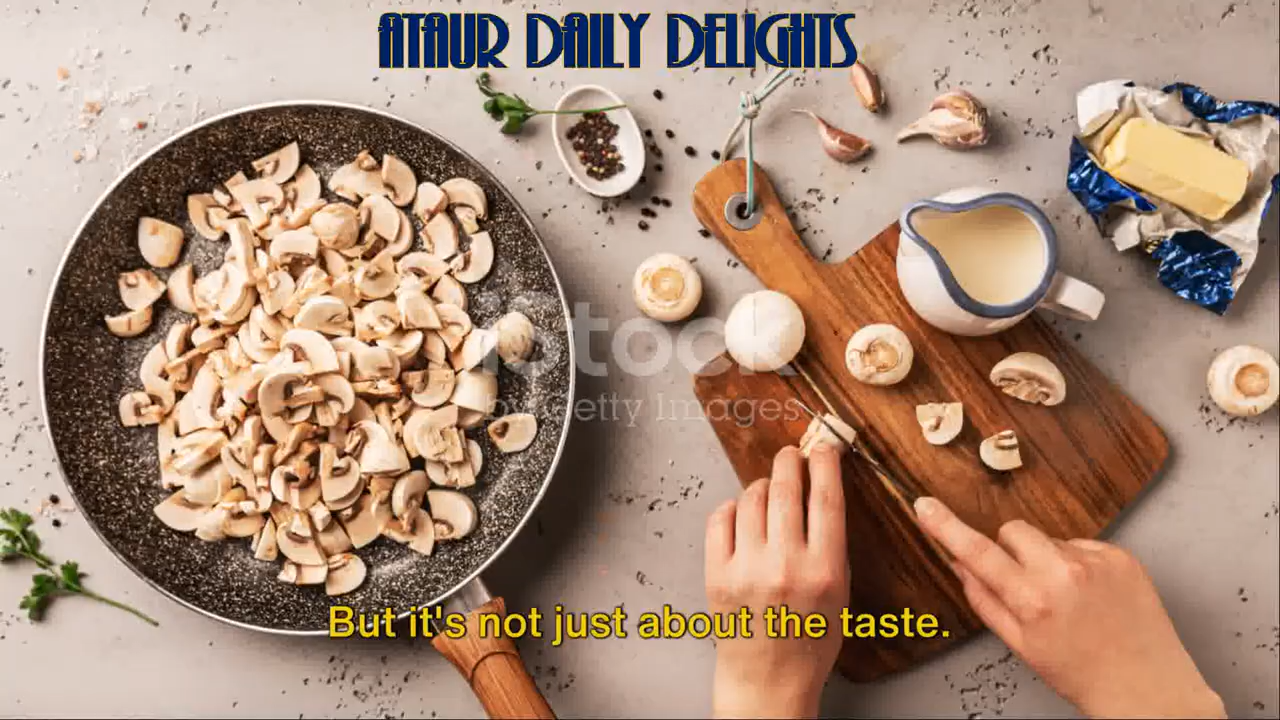 ATAUR DAILY DELIGHTS
iStock
by Getty Images
But it's not just about the taste.